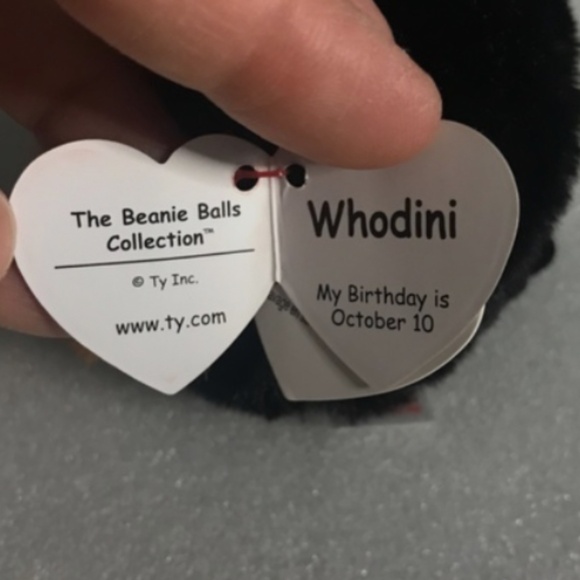 The Beanie Balls
Collection™
© Ty Inc.
www.ty.com
Whodini
My Birthday is
October 10